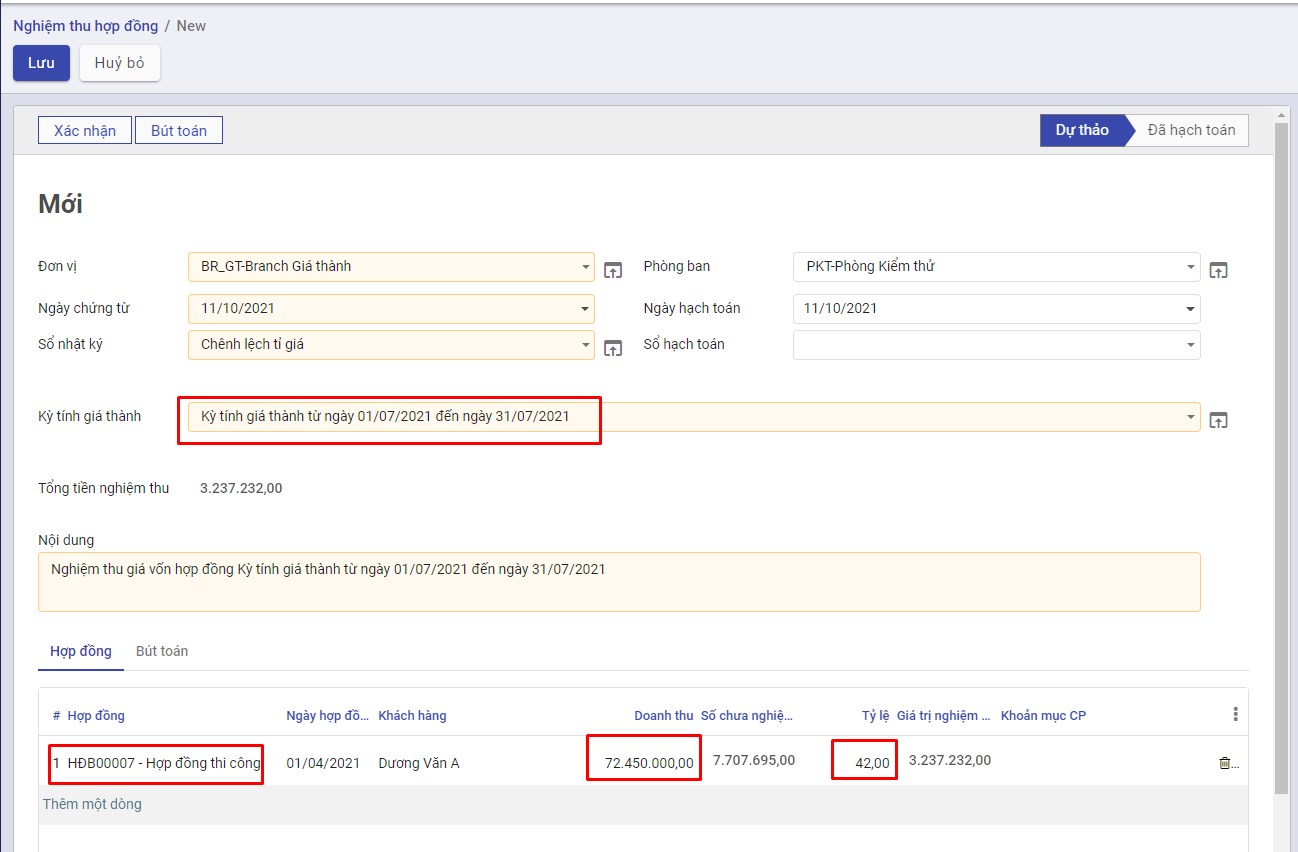 Nghiệm thu hợp đồng / New
Lưu Huỷ bỏ
Xác nhận Bút toán Dự thảo Đã hạch toán
Mới
Đơn vị BR_GT-Branch Giá thành Phòng ban PKT-Phòng Kiểm thử
Ngày chứng từ 11/10/2021 Ngày hạch toán 11/10/2021
Sổ nhật ký Chênh lệch tỉ giá Sổ hạch toán
Kỳ tính giá thành Kỳ tính giá thành từ ngày 01/07/2021 đến ngày 31/07/2021
Tổng tiền nghiệm thu 3.237.232,00
Nội dung
Nghiệm thu giá vốn hợp đồng Kỳ tính giá thành từ ngày 01/07/2021 đến ngày 31/07/2021
Hợp đồng Bút toán
# Hợp đồng Ngày hợp đồ... Khách hàng Doanh thu Số chưa nghiệ... Tỷ lệ Giá trị nghiệm ... Khoản mục CP
1 HĐB00007 - Hợp đồng thi công 01/04/2021 Dương Văn A 72.450.000,00 7.707.695,00 42,00 3.237.232,00 ...
Thêm một dòng